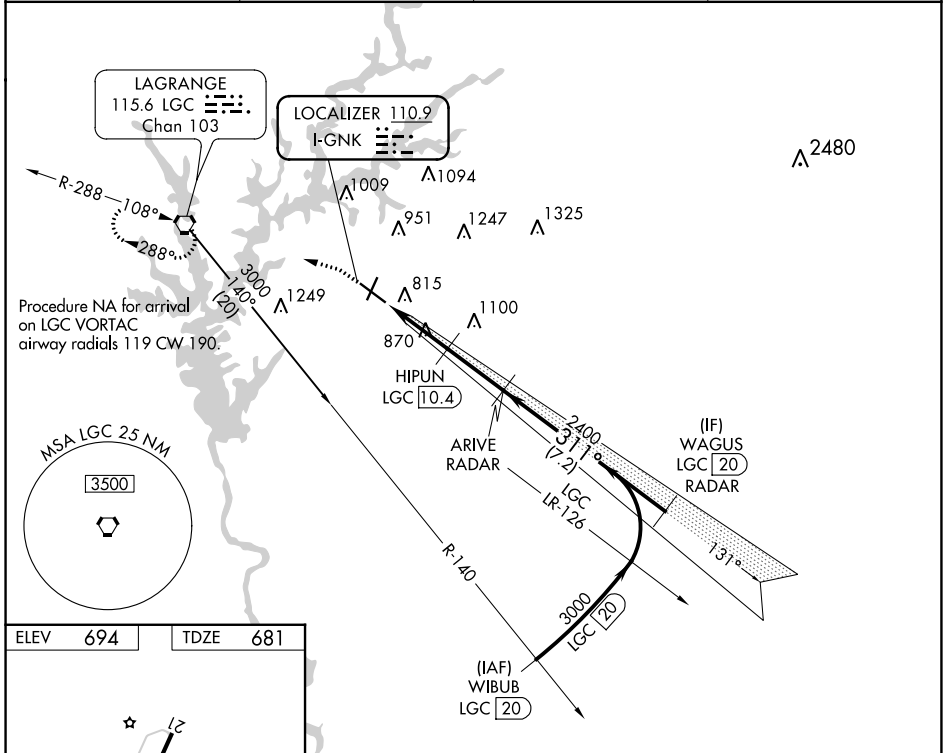 LAGRANGE
115.6 LGC
Chan 103
LOCALIZER 110.9
I-GNK
2480
R-288
108°
288°
1009
1094
951
1247
1325
3000
140°
(20)
1249
815
870
1100
Procedure NA for arrival
on LGC VORTAC
airway radials 119 CW 190.
HIPUN
LGC 10.4
ARIVE
RADAR
2400
311°
(7.2)
(IF)
WAGUS
LGC 20
RADAR
LGC
LR-126
131°
MSA LGC 25 NM
3500
R-140
3000
LGC 20
(IAF)
WIBUB
LGC 20
ELEV 694
TDZE 681
21